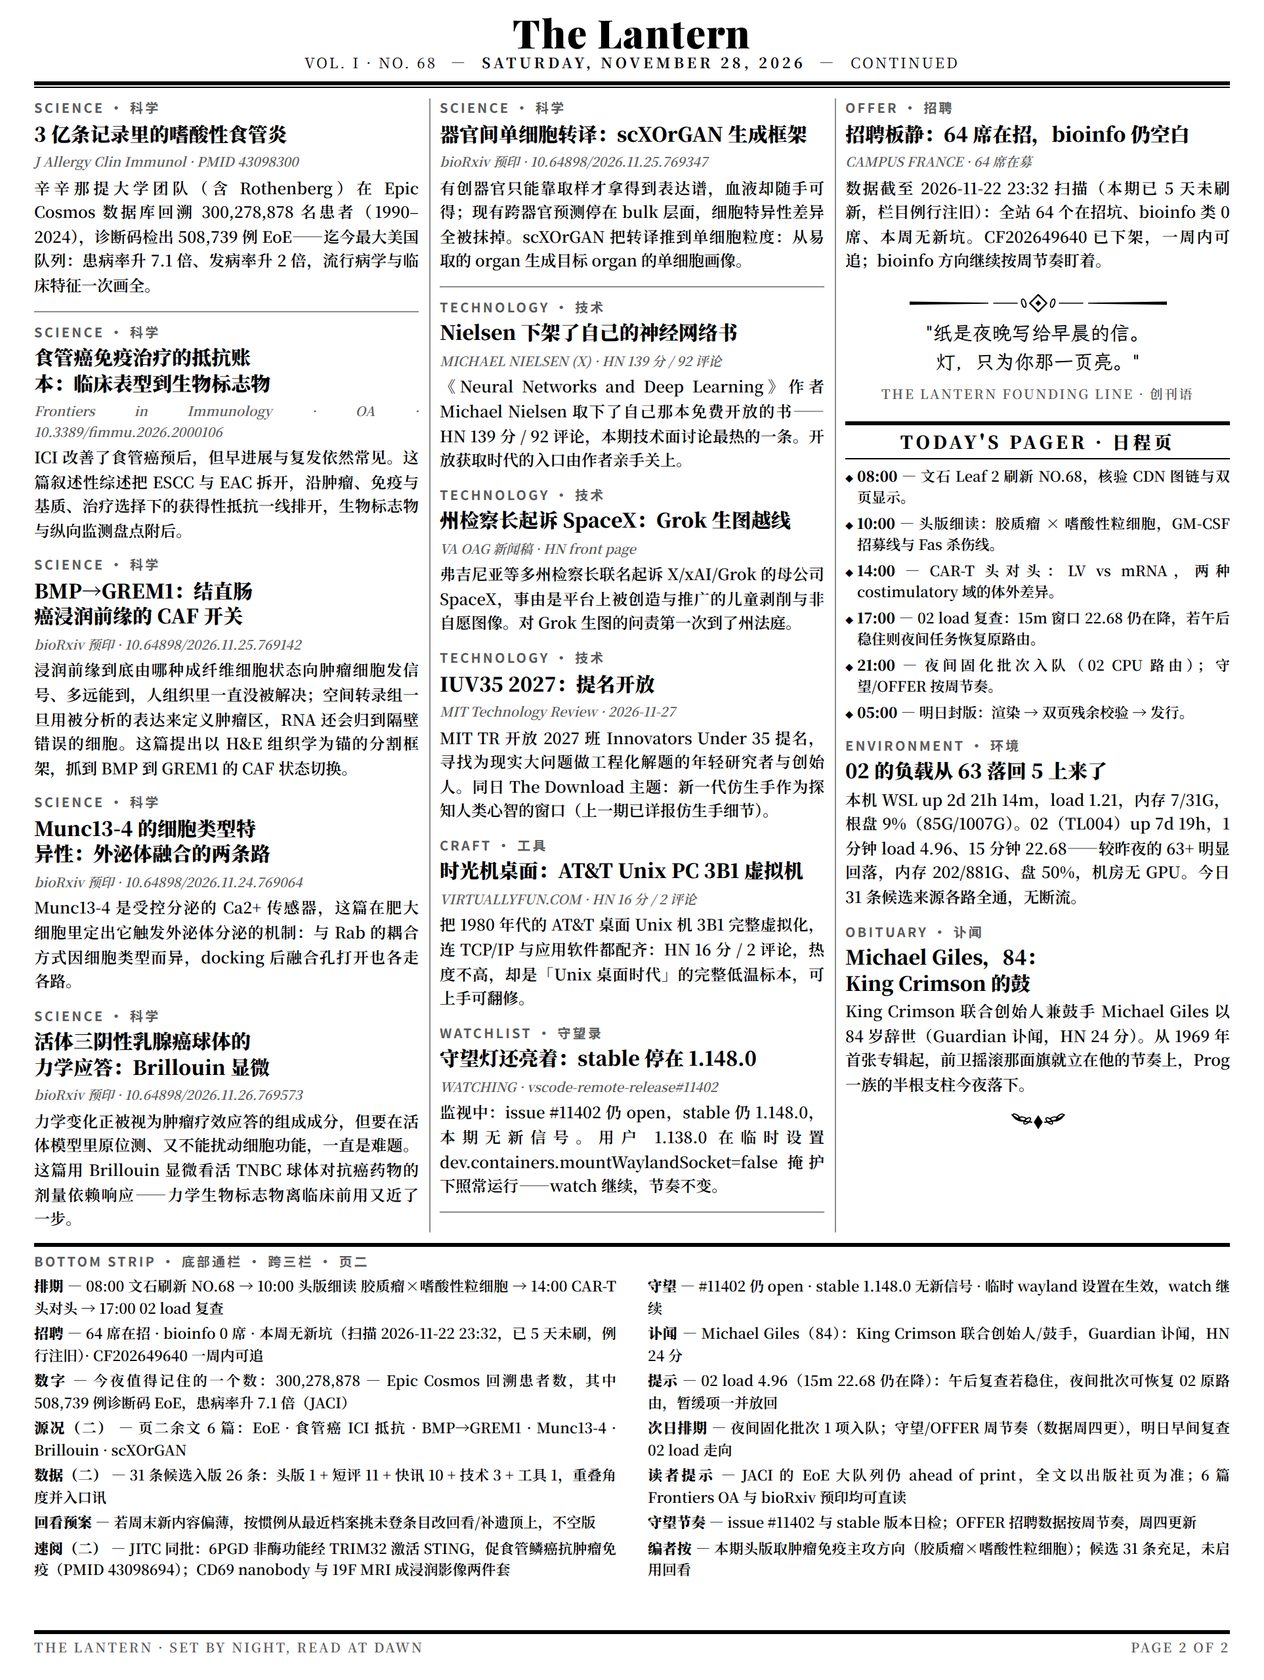 The Lantern
VOL. I · NO. 68 — SATURDAY, NOVEMBER 28, 2026 — CONTINUED
SCIENCE · 科学
3 亿条记录里的嗜酸性食管炎
J Allergy Clin Immunol · PMID 43098300
辛辛那提大学团队（含 Rothenberg）在 Epic
Cosmos 数据库回溯 300,278,878 名患者（1990–
2024），诊断码检出 508,739 例 EoE——迄今最大美国
队列：患病率升 7.1 倍、发病率升 2 倍，流行病学与临
床特征一次画全。
SCIENCE · 科学
食管癌免疫治疗的抵抗账
本：临床表型到生物标志物
Frontiers in Immunology · OA ·
10.3389/fimmu.2026.2000106
ICI 改善了食管癌预后，但早进展与复发依然常见。这
篇叙述性综述把 ESCC 与 EAC 拆开，沿肿瘤、免疫与
基质、治疗选择下的获得性抵抗一线排开，生物标志物
与纵向监测盘点附后。
SCIENCE · 科学
BMP→GREM1：结直肠
癌浸润前缘的 CAF 开关
bioRxiv 预印 · 10.64898/2026.11.25.769142
浸润前缘到底由哪种成纤维细胞状态向肿瘤细胞发信
号、多远能到，人组织里一直没被解决；空间转录组一
旦用被分析的表达来定义肿瘤区，RNA 还会归到隔壁
错误的细胞。这篇提出以 H&E 组织学为锚的分割框
架，抓到 BMP 到 GREM1 的 CAF 状态切换。
SCIENCE · 科学
Munc13-4 的细胞类型特
异性：外泌体融合的两条路
bioRxiv 预印 · 10.64898/2026.11.24.769064
Munc13-4 是受控分泌的 Ca2+ 传感器，这篇在肥大
细胞里定出它触发外泌体分泌的机制：与 Rab 的耦合
方式因细胞类型而异，docking 后融合孔打开也各走
各路。
SCIENCE · 科学
活体三阴性乳腺癌球体的
力学应答：Brillouin 显微
bioRxiv 预印 · 10.64898/2026.11.26.769573
力学变化正被视为肿瘤疗效应答的组成成分，但要在活
体模型里原位测、又不能扰动细胞功能，一直是难题。
这篇用 Brillouin 显微看活 TNBC 球体对抗癌药物的
剂量依赖响应——力学生物标志物离临床前用又近了
一步。
SCIENCE · 科学
器官间单细胞转译：scXOrGAN 生成框架
bioRxiv 预印 · 10.64898/2026.11.25.769347
有创器官只能靠取样才拿得到表达谱，血液却随手可
得；现有跨器官预测停在 bulk 层面，细胞特异性差异
全被抹掉。scXOrGAN 把转译推到单细胞粒度：从易
取的 organ 生成目标 organ 的单细胞画像。
TECHNOLOGY · 技术
Nielsen 下架了自己的神经网络书
MICHAEL NIELSEN (X) · HN 139 分 / 92 评论
《Neural Networks and Deep Learning》作者
Michael Nielsen 取下了自己那本免费开放的书——
HN 139 分 / 92 评论，本期技术面讨论最热的一条。开
放获取时代的入口由作者亲手关上。
TECHNOLOGY · 技术
州检察长起诉 SpaceX：Grok 生图越线
VA OAG 新闻稿 · HN front page
弗吉尼亚等多州检察长联名起诉 X/xAI/Grok 的母公司
SpaceX，事由是平台上被创造与推广的儿童剥削与非
自愿图像。对 Grok 生图的问责第一次到了州法庭。
TECHNOLOGY · 技术
IUV35 2027：提名开放
MIT Technology Review · 2026-11-27
MIT TR 开放 2027 班 Innovators Under 35 提名，
寻找为现实大问题做工程化解题的年轻研究者与创始
人。同日 The Download 主题：新一代仿生手作为探
知人类心智的窗口（上一期已详报仿生手细节）。
CRAFT · 工具
时光机桌面：AT&T Unix PC 3B1 虚拟机
VIRTUALLYFUN.COM · HN 16 分 / 2 评论
把 1980 年代的 AT&T 桌面 Unix 机 3B1 完整虚拟化，
连 TCP/IP 与应用软件都配齐：HN 16 分 / 2 评论，热
度不高，却是「Unix 桌面时代」的完整低温标本，可
上手可翻修。
WATCHLIST · 守望录
守望灯还亮着：stable 停在 1.148.0
WATCHING · vscode-remote-release#11402
监视中：issue #11402 仍 open，stable 仍 1.148.0，
本期无新信号。用户 1.138.0 在临时设置
dev.containers.mountWaylandSocket=false 掩护
下照常运行——watch 继续，节奏不变。
OFFER · 招聘
招聘板静：64 席在招，bioinfo 仍空白
CAMPUS FRANCE · 64 席在募
数据截至 2026-11-22 23:32 扫描（本期已 5 天未刷
新，栏目例行注旧）：全站 64 个在招坑、bioinfo 类 0
席、本周无新坑。CF202649640 已下架，一周内可
追；bioinfo 方向继续按周节奏盯着。
"纸是夜晚写给早晨的信。
灯，只为你那一页亮。"
THE LANTERN FOUNDING LINE · 创刊语
TODAY'S PAGER · 日程页
◆ 08:00 — 文石 Leaf 2 刷新 NO.68，核验 CDN 图链与双
页显示。
◆ 10:00 — 头版细读：胶质瘤 × 嗜酸性粒细胞，GM-CSF
招募线与 Fas 杀伤线。
◆ 14:00 — CAR-T 头对头：LV vs mRNA，两种
costimulatory 域的体外差异。
◆ 17:00 — 02 load 复查：15m 窗口 22.68 仍在降，若午后
稳住则夜间任务恢复原路由。
◆ 21:00 — 夜间固化批次入队（02 CPU 路由）；守
望/OFFER 按周节奏。
◆ 05:00 — 明日封版：渲染 → 双页残余校验 → 发行。
ENVIRONMENT · 环境
02 的负载从 63 落回 5 上来了
本机 WSL up 2d 21h 14m，load 1.21，内存 7/31G，
根盘 9%（85G/1007G）。02（TL004）up 7d 19h，1
分钟 load 4.96、15 分钟 22.68——较昨夜的 63+ 明显
回落，内存 202/881G、盘 50%，机房无 GPU。今日
31 条候选来源各路全通，无断流。
OBITUARY · 讣闻
Michael Giles，84：
King Crimson 的鼓
King Crimson 联合创始人兼鼓手 Michael Giles 以
84 岁辞世（Guardian 讣闻，HN 24 分）。从 1969 年
首张专辑起，前卫摇滚那面旗就立在他的节奏上，Prog
一族的半根支柱今夜落下。
BOTTOM STRIP · 底部通栏 · 跨三栏 · 页二
排期 — 08:00 文石刷新 NO.68 → 10:00 头版细读 胶质瘤×嗜酸性粒细胞 → 14:00 CAR-T
头对头 → 17:00 02 load 复查
招聘 — 64 席在招 · bioinfo 0 席 · 本周无新坑（扫描 2026-11-22 23:32，已 5 天未刷，例
行注旧）· CF202649640 一周内可追
数字 — 今夜值得记住的一个数：300,278,878 — Epic Cosmos 回溯患者数，其中
508,739 例诊断码 EoE，患病率升 7.1 倍（JACI）
源况（二） — 页二余文 6 篇：EoE · 食管癌 ICI 抵抗 · BMP→GREM1 · Munc13-4 ·
Brillouin · scXOrGAN
数据（二） — 31 条候选入版 26 条：头版 1 + 短评 11 + 快讯 10 + 技术 3 + 工具 1，重叠角
度并入口讯
回看预案 — 若周末新内容偏薄，按惯例从最近档案挑未登条目改回看/补遗顶上，不空版
速阅（二） — JITC 同批：6PGD 非酶功能经 TRIM32 激活 STING，促食管鳞癌抗肿瘤免
疫（PMID 43098694）；CD69 nanobody 与 19F MRI 成浸润影像两件套
守望 — #11402 仍 open · stable 1.148.0 无新信号 · 临时 wayland 设置在生效，watch 继
续
讣闻 — Michael Giles（84）：King Crimson 联合创始人/鼓手，Guardian 讣闻，HN
24 分
提示 — 02 load 4.96（15m 22.68 仍在降）：午后复查若稳住，夜间批次可恢复 02 原路
由，暂缓项一并放回
次日排期 — 夜间固化批次 1 项入队；守望/OFFER 周节奏（数据周四更），明日早间复查
02 load 走向
读者提示 — JACI 的 EoE 大队列仍 ahead of print，全文以出版社页为准；6 篇
Frontiers OA 与 bioRxiv 预印均可直读
守望节奏 — issue #11402 与 stable 版本日检；OFFER 招聘数据按周节奏，周四更新
编者按 — 本期头版取肿瘤免疫主攻方向（胶质瘤×嗜酸性粒细胞）；候选 31 条充足，未启
用回看
THE LANTERN · SET BY NIGHT, READ AT DAWN
PAGE 2 OF 2